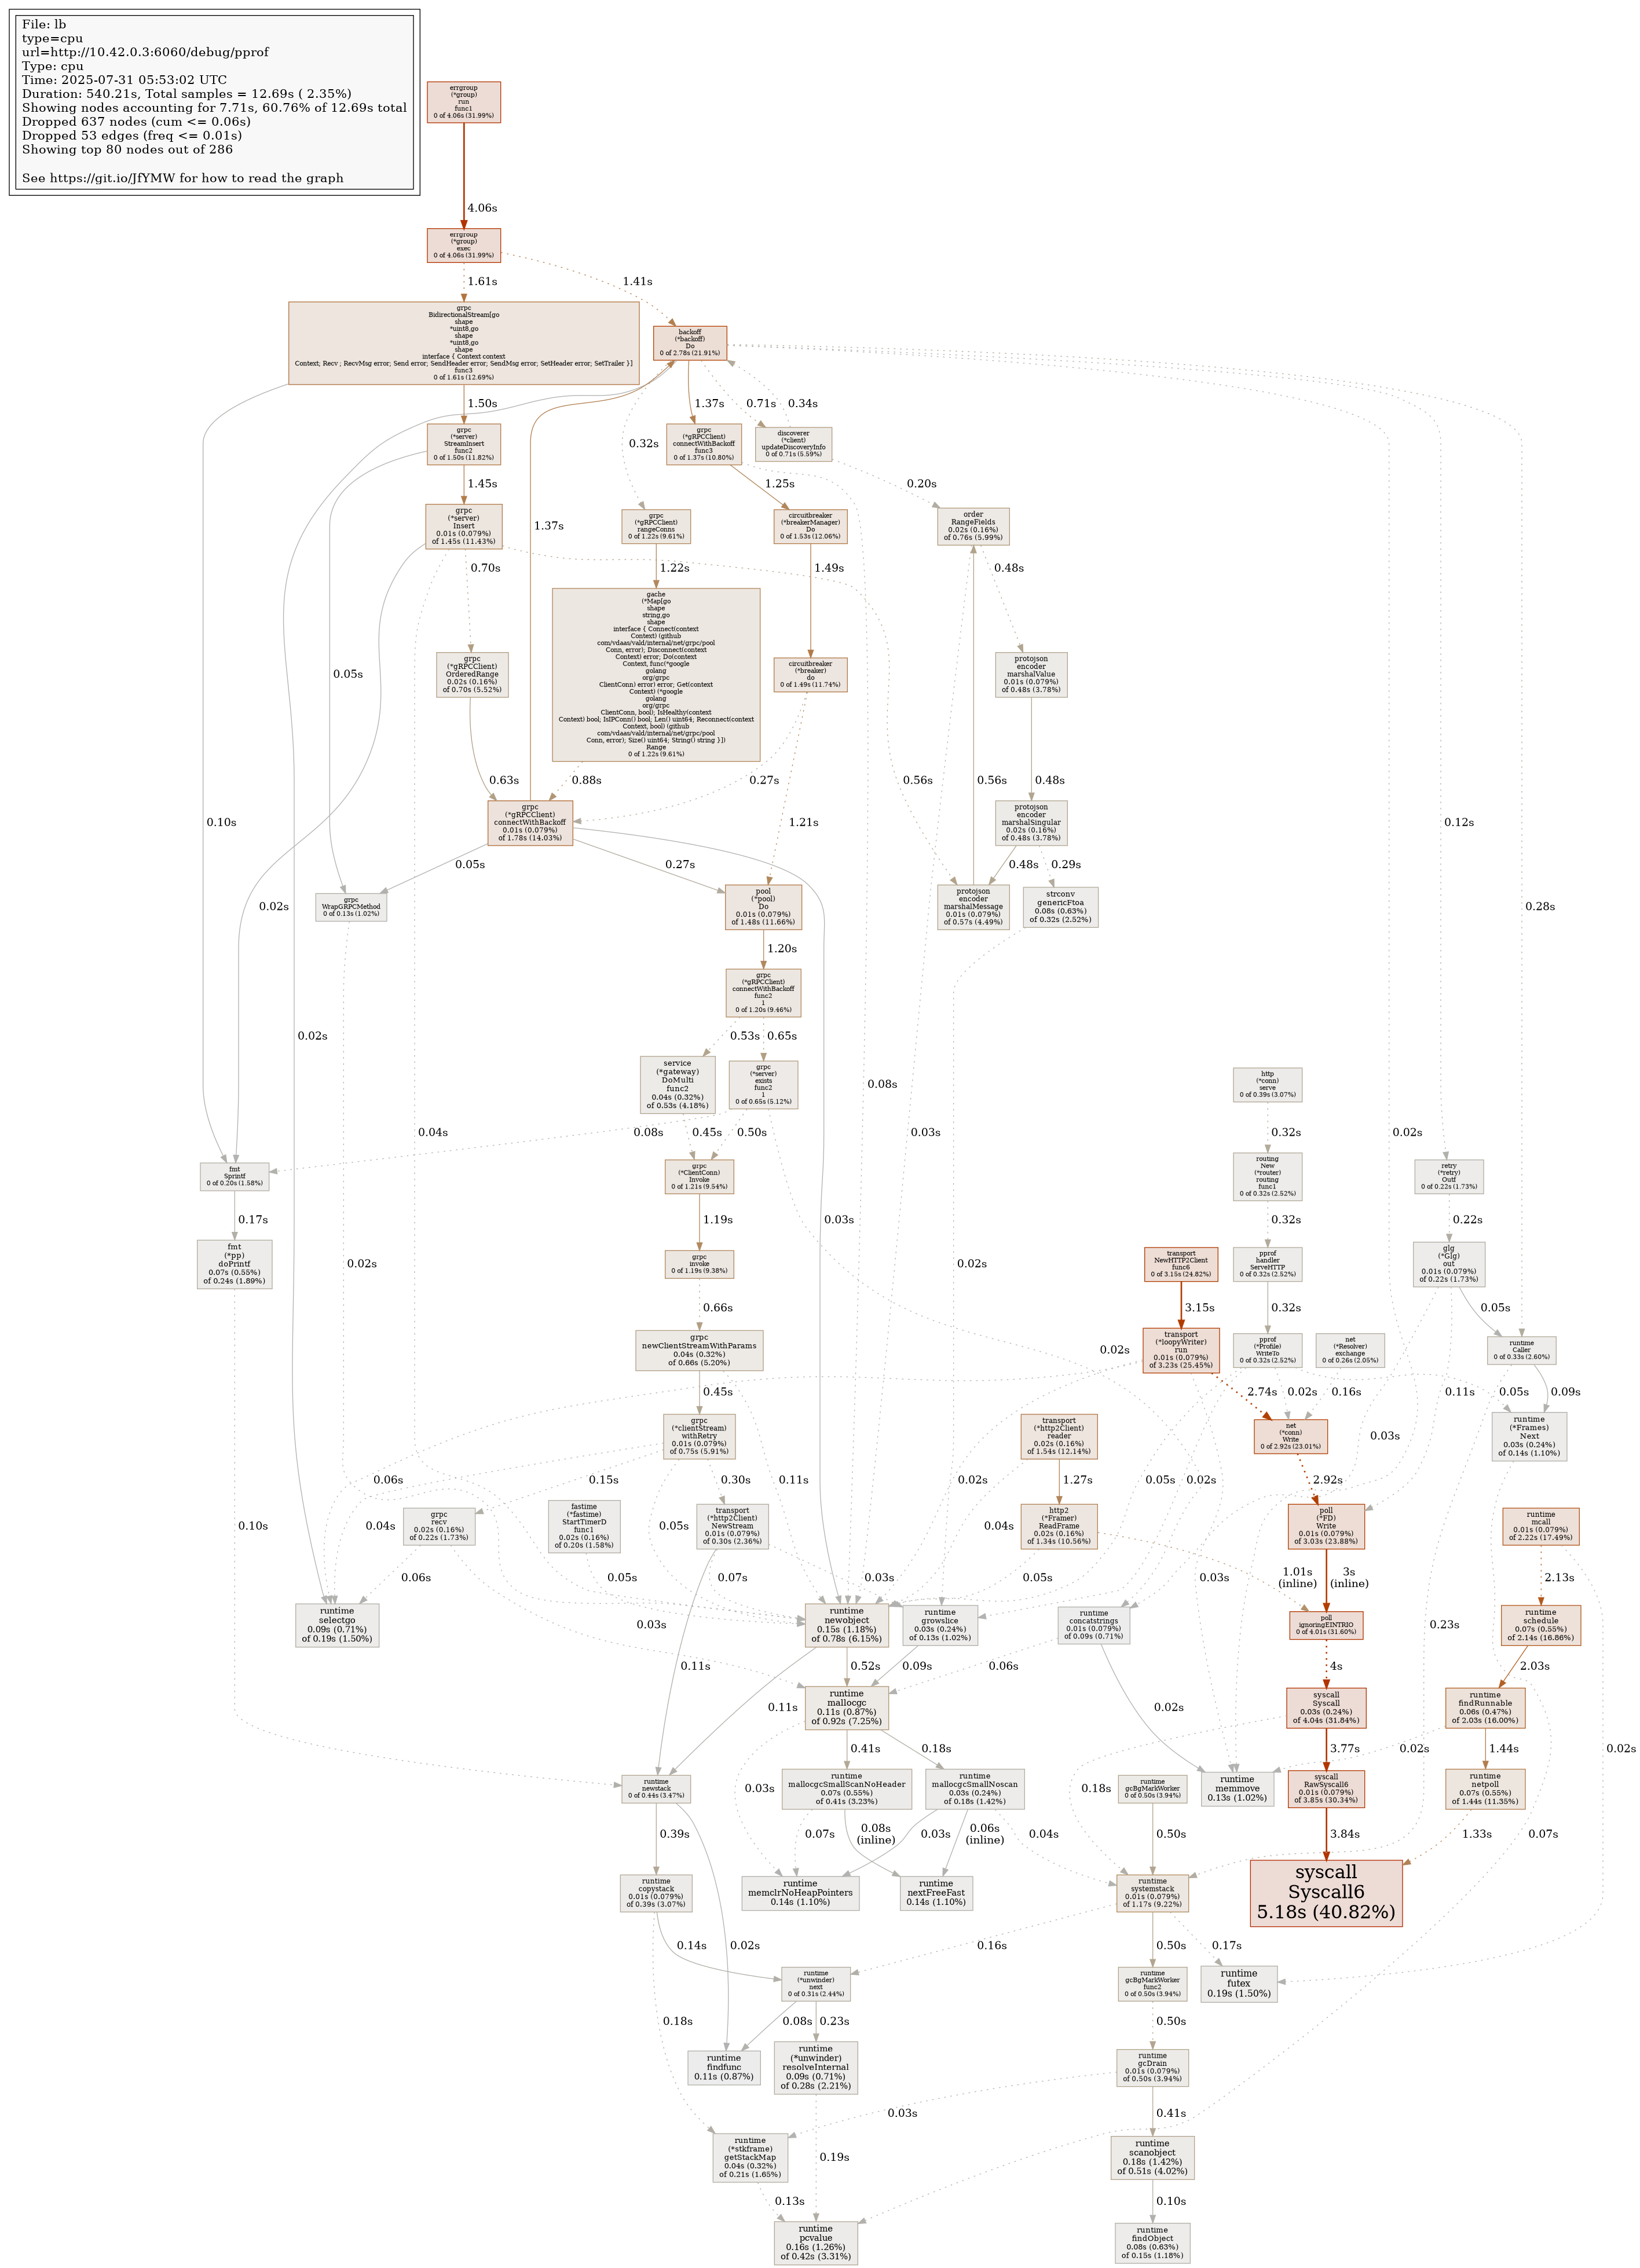 File: lb
type=cpu
url=http://10.42.0.3:6060/debug/pprof
Type: cpu
Time: 2025-07-31 05:53:02 UTC
Duration: 540.21s, Total samples = 12.69s ( 2.35%)
Showing nodes accounting for 7.71s, 60.76% of 12.69s total
Dropped 637 nodes (cum <= 0.06s)
Dropped 53 edges (freq <= 0.01s)
Showing top 80 nodes out of 286
See https://git.io/JfYMW for how to read the graph
errgroup
(*group)
run
func1
0 of 4.06s (31.99%)
4.06s
errgroup
(*group)
exec
0 of 4.06s (31.99%)
1.61s
1.41s
grpc
BidirectionalStream[go
shape
*uint8,go
shape
*uint8,go
shape
interface { Context context
Context; Recv ; RecvMsg error; Send error; SendHeader error; SendMsg error; SetHeader error; SetTrailer }]
func3
0 of 1.61s (12.69%)
backoff
(*backoff)
Do
0 of 2.78s (21.91%)
1.50s
1.37s
0.71s
0.34s
0.32s
grpc
(*server)
StreamInsert
func2
0 of 1.50s (11.82%)
grpc
(*gRPCClient)
connectWithBackoff
func3
0 of 1.37s (10.80%)
discoverer
(*client)
updateDiscoveryInfo
0 of 0.71s (5.59%)
1.45s
1.25s
0.20s
grpc
(*server)
Insert
0.01s (0.079%)
of 1.45s (11.43%)
1.37s
grpc
(*gRPCClient)
rangeConns
0 of 1.22s (9.61%)
circuitbreaker
(*breakerManager)
Do
0 of 1.53s (12.06%)
order
RangeFields
0.02s (0.16%)
of 0.76s (5.99%)
0.70s
1.22s
1.49s
0.48s
gache
(*Map[go
shape
string,go
shape
interface { Connect(context
Context) (github
com/vdaas/vald/internal/net/grpc/pool
Conn, error); Disconnect(context
Context) error; Do(context
Context, func(*google
golang
org/grpc
ClientConn) error) error; Get(context
Context) (*google
golang
org/grpc
ClientConn, bool); IsHealthy(context
Context) bool; IsIPConn() bool; Len() uint64; Reconnect(context
Context, bool) (github
com/vdaas/vald/internal/net/grpc/pool
Conn, error); Size() uint64; String() string }])
Range
0 of 1.22s (9.61%)
0.05s
grpc
(*gRPCClient)
OrderedRange
0.02s (0.16%)
of 0.70s (5.52%)
circuitbreaker
(*breaker)
do
0 of 1.49s (11.74%)
protojson
encoder
marshalValue
0.01s (0.079%)
of 0.48s (3.78%)
0.63s
0.88s
0.27s
0.56s
0.56s
0.48s
0.10s
grpc
(*gRPCClient)
connectWithBackoff
0.01s (0.079%)
of 1.78s (14.03%)
1.21s
protojson
encoder
marshalSingular
0.02s (0.16%)
of 0.48s (3.78%)
0.12s
0.05s
0.27s
0.48s
0.29s
0.02s
grpc
WrapGRPCMethod
0 of 0.13s (1.02%)
pool
(*pool)
Do
0.01s (0.079%)
of 1.48s (11.66%)
protojson
encoder
marshalMessage
0.01s (0.079%)
of 0.57s (4.49%)
strconv
genericFtoa
0.08s (0.63%)
of 0.32s (2.52%)
0.28s
1.20s
grpc
(*gRPCClient)
connectWithBackoff
func2
1
0 of 1.20s (9.46%)
0.02s
0.53s
0.65s
service
(*gateway)
DoMulti
func2
0.04s (0.32%)
of 0.53s (4.18%)
grpc
(*server)
exists
func2
1
0 of 0.65s (5.12%)
0.08s
http
(*conn)
serve
0 of 0.39s (3.07%)
0.04s
0.08s
0.45s
0.50s
0.03s
0.32s
0.02s
fmt
Sprintf
0 of 0.20s (1.58%)
grpc
(*ClientConn)
Invoke
0 of 1.21s (9.54%)
routing
New
(*router)
routing
func1
0 of 0.32s (2.52%)
retry
(*retry)
Outf
0 of 0.22s (1.73%)
0.17s
1.19s
0.03s
0.32s
0.22s
fmt
(*pp)
doPrintf
0.07s (0.55%)
of 0.24s (1.89%)
0.02s
grpc
invoke
0 of 1.19s (9.38%)
0.02s
transport
NewHTTP2Client
func6
0 of 3.15s (24.82%)
pprof
handler
ServeHTTP
0 of 0.32s (2.52%)
glg
(*Glg)
out
0.01s (0.079%)
of 0.22s (1.73%)
0.66s
3.15s
0.32s
0.05s
grpc
newClientStreamWithParams
0.04s (0.32%)
of 0.66s (5.20%)
0.02s
transport
(*loopyWriter)
run
0.01s (0.079%)
of 3.23s (25.45%)
pprof
(*Profile)
WriteTo
0 of 0.32s (2.52%)
net
(*Resolver)
exchange
0 of 0.26s (2.05%)
runtime
Caller
0 of 0.33s (2.60%)
0.45s
2.74s
0.02s
0.16s
0.11s
0.05s
0.09s
grpc
(*clientStream)
withRetry
0.01s (0.079%)
of 0.75s (5.91%)
transport
(*http2Client)
reader
0.02s (0.16%)
of 1.54s (12.14%)
net
(*conn)
Write
0 of 2.92s (23.01%)
0.03s
runtime
(*Frames)
Next
0.03s (0.24%)
of 0.14s (1.10%)
0.06s
0.15s
0.30s
0.11s
0.02s
1.27s
0.05s
0.02s
2.92s
0.10s
0.04s
grpc
recv
0.02s (0.16%)
of 0.22s (1.73%)
fastime
(*fastime)
StartTimerD
func1
0.02s (0.16%)
of 0.20s (1.58%)
0.05s
transport
(*http2Client)
NewStream
0.01s (0.079%)
of 0.30s (2.36%)
0.04s
http2
(*Framer)
ReadFrame
0.02s (0.16%)
of 1.34s (10.56%)
poll
(*FD)
Write
0.01s (0.079%)
of 3.03s (23.88%)
runtime
mcall
0.01s (0.079%)
of 2.22s (17.49%)
0.06s
0.05s
0.07s
0.03s
0.05s
0.03s
1.01s
(inline)
3s
(inline)
2.13s
runtime
selectgo
0.09s (0.71%)
of 0.19s (1.50%)
0.03s
runtime
newobject
0.15s (1.18%)
of 0.78s (6.15%)
runtime
growslice
0.03s (0.24%)
of 0.13s (1.02%)
runtime
concatstrings
0.01s (0.079%)
of 0.09s (0.71%)
poll
ignoringEINTRIO
0 of 4.01s (31.60%)
0.23s
runtime
schedule
0.07s (0.55%)
of 2.14s (16.86%)
0.11s
0.52s
0.09s
0.06s
4s
2.03s
0.11s
runtime
mallocgc
0.11s (0.87%)
of 0.92s (7.25%)
0.02s
syscall
Syscall
0.03s (0.24%)
of 4.04s (31.84%)
runtime
findRunnable
0.06s (0.47%)
of 2.03s (16.00%)
0.41s
0.18s
3.77s
0.02s
1.44s
0.02s
runtime
newstack
0 of 0.44s (3.47%)
0.03s
runtime
mallocgcSmallScanNoHeader
0.07s (0.55%)
of 0.41s (3.23%)
runtime
mallocgcSmallNoscan
0.03s (0.24%)
of 0.18s (1.42%)
0.18s
runtime
gcBgMarkWorker
0 of 0.50s (3.94%)
runtime
memmove
0.13s (1.02%)
syscall
RawSyscall6
0.01s (0.079%)
of 3.85s (30.34%)
runtime
netpoll
0.07s (0.55%)
of 1.44s (11.35%)
0.39s
0.07s
0.08s
(inline)
0.03s
0.06s
(inline)
0.04s
0.50s
3.84s
1.33s
0.07s
runtime
copystack
0.01s (0.079%)
of 0.39s (3.07%)
runtime
memclrNoHeapPointers
0.14s (1.10%)
runtime
nextFreeFast
0.14s (1.10%)
runtime
systemstack
0.01s (0.079%)
of 1.17s (9.22%)
syscall
Syscall6
5.18s (40.82%)
0.14s
0.02s
0.16s
0.50s
0.17s
runtime
(*unwinder)
next
0 of 0.31s (2.44%)
runtime
gcBgMarkWorker
func2
0 of 0.50s (3.94%)
runtime
futex
0.19s (1.50%)
0.18s
0.08s
0.23s
0.50s
runtime
findfunc
0.11s (0.87%)
runtime
(*unwinder)
resolveInternal
0.09s (0.71%)
of 0.28s (2.21%)
runtime
gcDrain
0.01s (0.079%)
of 0.50s (3.94%)
0.03s
0.41s
runtime
(*stkframe)
getStackMap
0.04s (0.32%)
of 0.21s (1.65%)
0.19s
runtime
scanobject
0.18s (1.42%)
of 0.51s (4.02%)
0.13s
0.10s
runtime
pcvalue
0.16s (1.26%)
of 0.42s (3.31%)
runtime
findObject
0.08s (0.63%)
of 0.15s (1.18%)